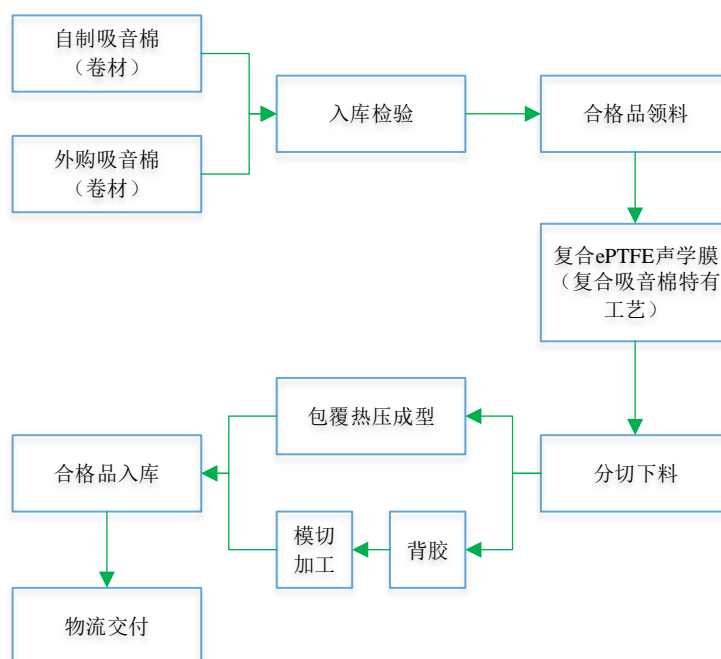 自制吸音棉
（卷材）
外购吸音棉
（卷材）
入库检验
合格品领料
复合ePTFE声学膜
（复合吸音棉特有
工艺）
分切下料
包覆热压成型
背胶
模切
加工
合格品入库
物流交付